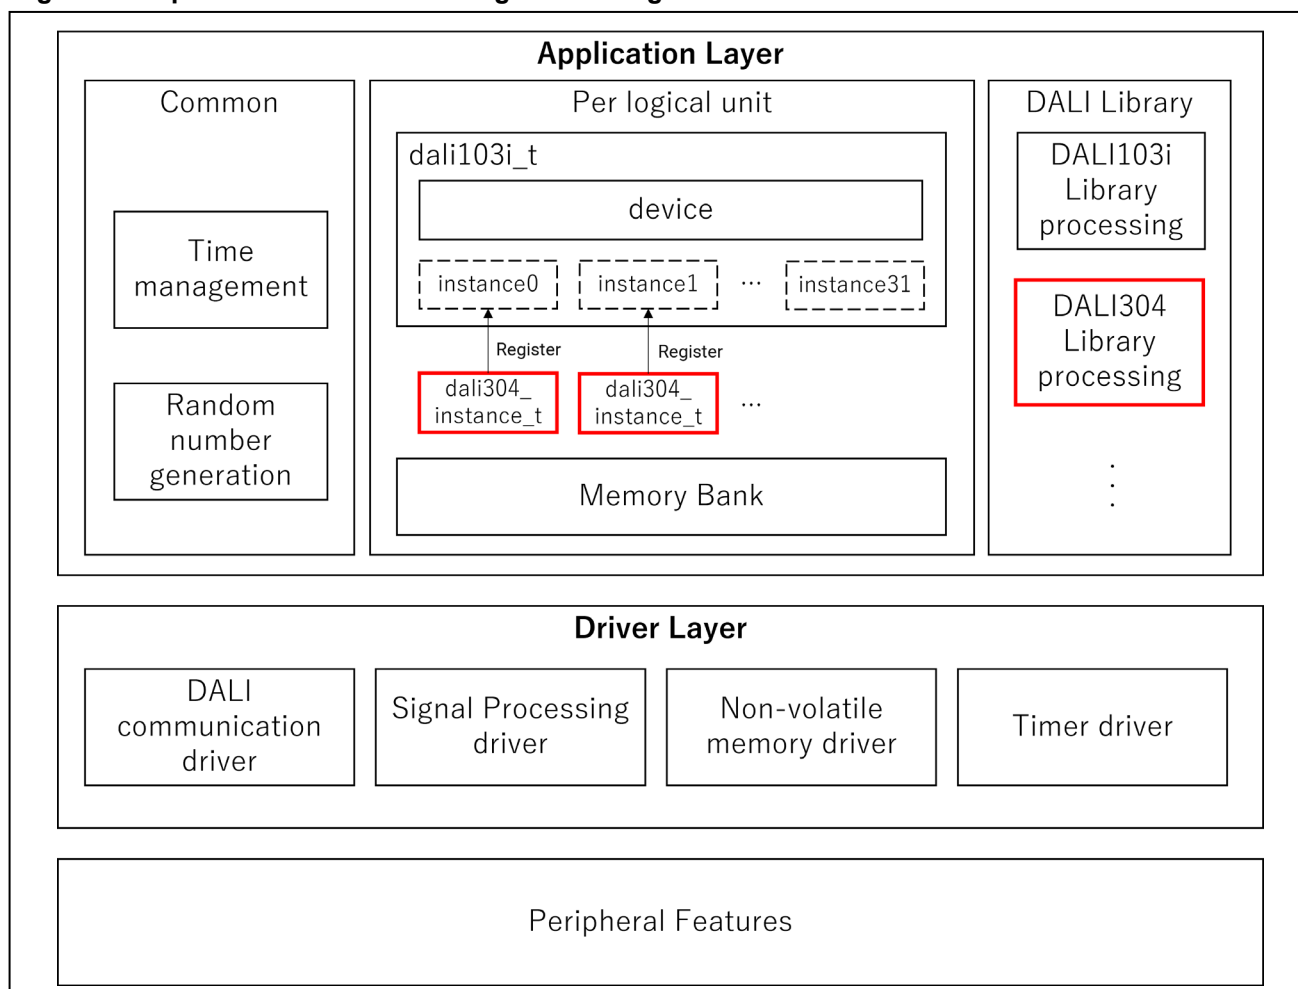 Application Layer
Common
Time
management
Random
number
generation
Per logical unit
dali103i_t
device
instance0
instance1
...
instance31
Register
Register
dali304_
instance_t
dali304_
instance_t
...
Memory Bank
DALI Library
DALI103i
Library
processing
DALI304
Library
processing
.
.
.
Driver Layer
DALI
communication
driver
Signal Processing
driver
Non-volatile
memory driver
Timer driver
Peripheral Features